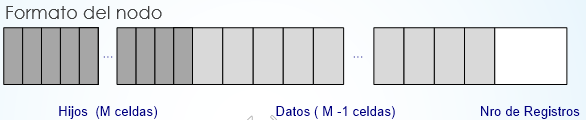 Formato del nodo
... ...
Hijos (M celdas) Datos ( M -1 celdas) Nro de Registros